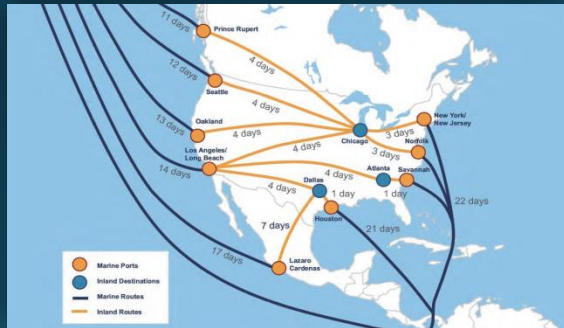 11 days
Prince Rupert
4 days
12 days
Seattle
4 days
13 days
Oakland
4 days
Los Angeles/
Long Beach
4 days
14 days
Chicago
3 days
New York/
New Jersey
3 days
Norfolk
4 days
Dallas
4 days
1 day
Houston
Atlanta
1 day
Savannah
22 days
21 days
7 days
17 days
Lazaro
Cardenas
Marine Ports
Inland Destinations
Marine Routes
Inland Routes